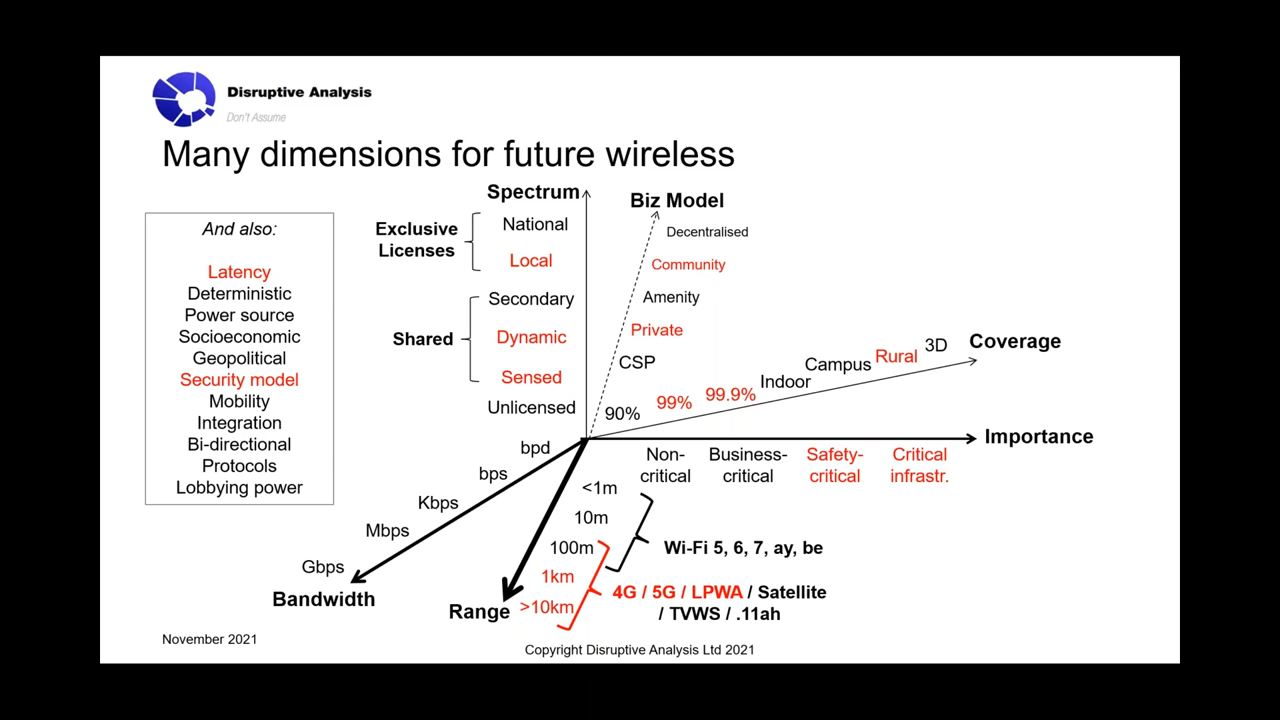 Disruptive Analysis
Don't Assume
Many dimensions for future wireless
And also:
Latency
Deterministic
Power source
Socioeconomic
Geopolitical
Security model
Mobility
Integration
Bi-directional
Protocols
Lobbying power
Spectrum
Exclusive
Licenses
National
Local
Shared
Secondary
Dynamic
Sensed
Unlicensed
Biz Model
Decentralised
Community
Amenity
Private
CSP
Coverage
90%
99%
99.9%
Indoor
Campus
Rural
3D
Importance
Non-
critical
Business-
critical
Safety-
critical
Critical
infrastr.
bpd
bps
Kbps
Mbps
Gbps
Bandwidth
<1m
10m
100m
1km
>10km
Range
Wi-Fi 5, 6, 7, ay, be
4G / 5G / LPWA / Satellite
/ TVWS / .11ah
November 2021
Copyright Disruptive Analysis Ltd 2021